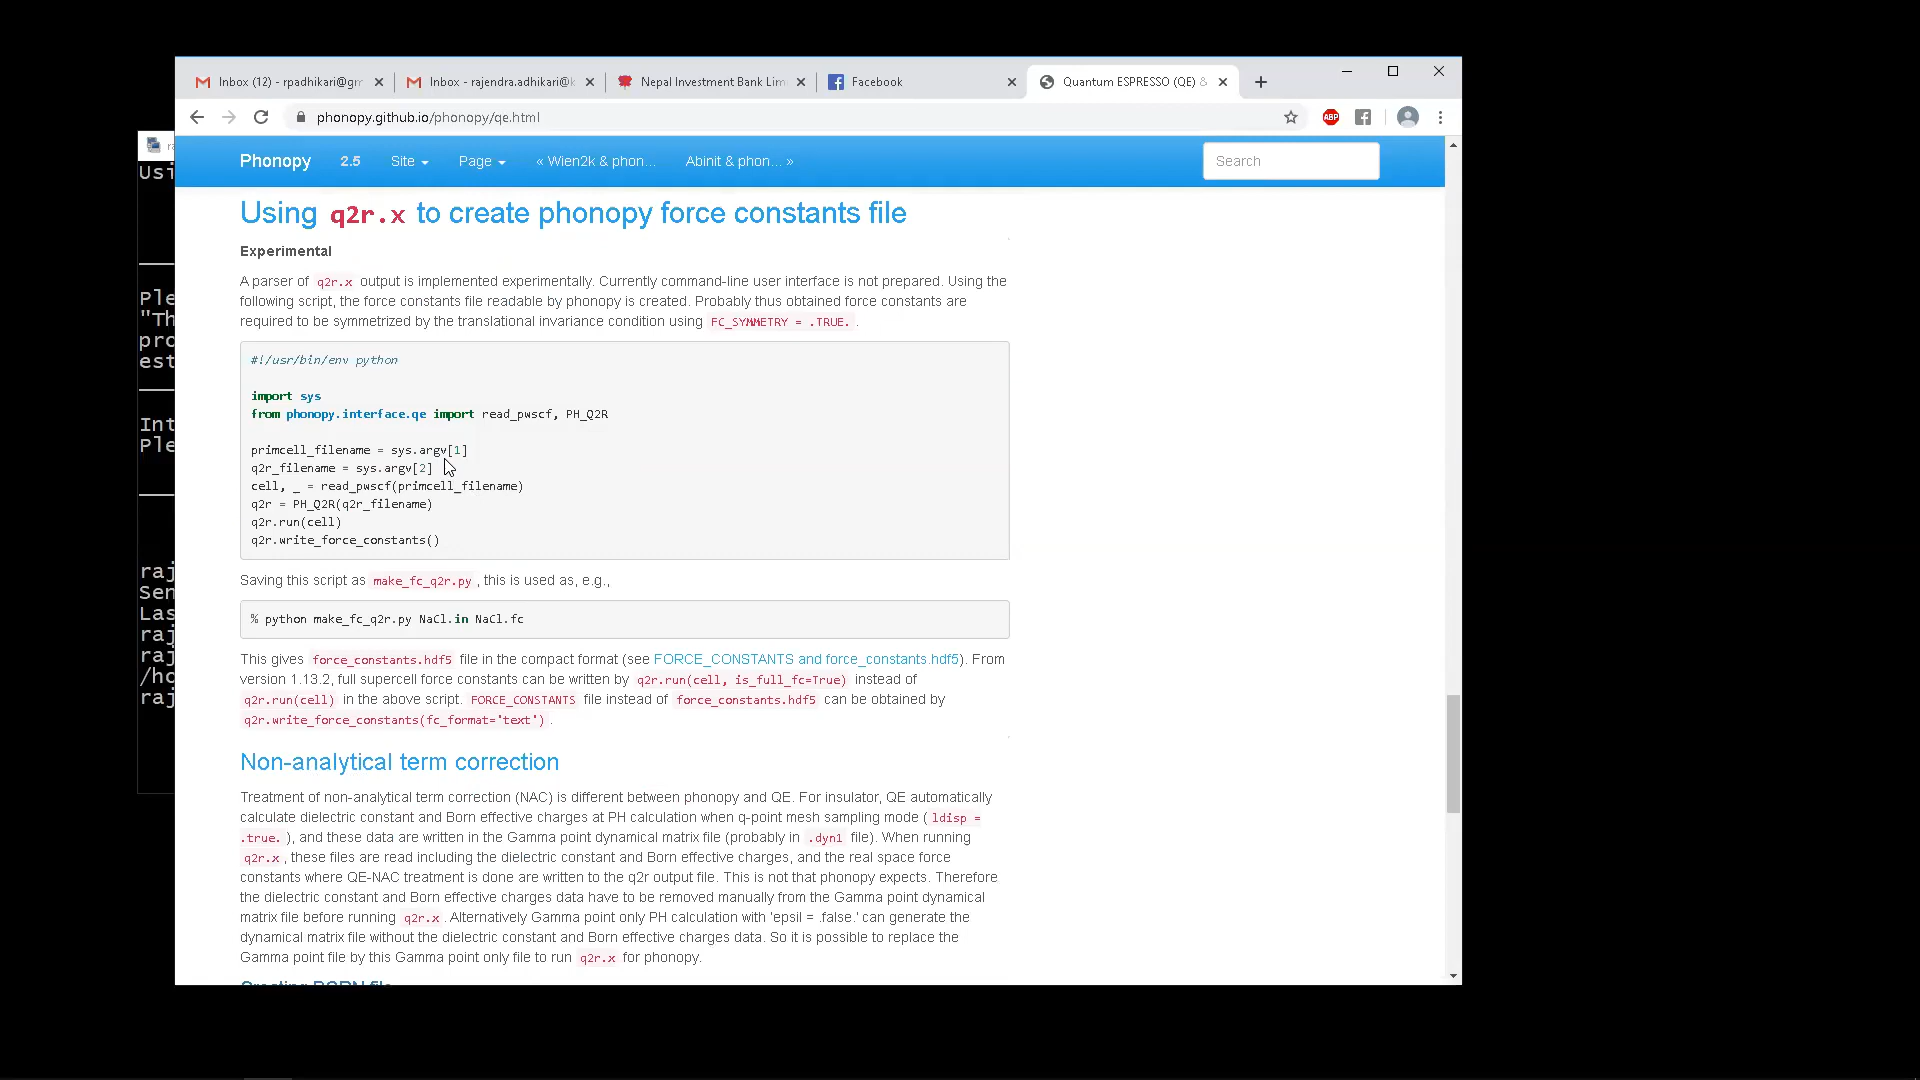 Inbox (12) - rpadhikari@gm
Inbox - rajendra.adhikari@k
Nepal Investment Bank Lim
Facebook
Quantum ESPRESSO (QE) &
phonopy.github.io/phonopy/qe.html
ABP
Phonopy 2.5 Site Page « Wien2k & phon... Abinit & phon... » Search
Using q2r.x to create phonopy force constants file
Experimental
A parser of q2r.x output is implemented experimentally. Currently command-line user interface is not prepared. Using the
following script, the force constants file readable by phonopy is created. Probably thus obtained force constants are
required to be symmetrized by the translational invariance condition using FC_SYMMETRY = .TRUE. .
#!/usr/bin/env python
import sys
from phonopy.interface.qe import read_pwscf, PH_Q2R
primcell_filename = sys.argv[1]
q2r_filename = sys.argv[2]
cell, _ = read_pwscf(primcell_filename)
q2r = PH_Q2R(q2r_filename)
q2r.run(cell)
q2r.write_force_constants()
Saving this script as make_fc_q2r.py , this is used as, e.g.,
% python make_fc_q2r.py NaCl.in NaCl.fc
This gives force_constants.hdf5 file in the compact format (see FORCE_CONSTANTS and force_constants.hdf5). From
version 1.13.2, full supercell force constants can be written by q2r.run(cell, is_full_fc=True) instead of
q2r.run(cell) in the above script. FORCE_CONSTANTS file instead of force_constants.hdf5 can be obtained by
q2r.write_force_constants(fc_format='text') .
Non-analytical term correction
Treatment of non-analytical term correction (NAC) is different between phonopy and QE. For insulator, QE automatically
calculate dielectric constant and Born effective charges at PH calculation when q-point mesh sampling mode ( ldisp =
.true. ), and these data are written in the Gamma point dynamical matrix file (probably in .dyn1 file). When running
q2r.x , these files are read including the dielectric constant and Born effective charges, and the real space force
constants where QE-NAC treatment is done are written to the q2r output file. This is not that phonopy expects. Therefore
the dielectric constant and Born effective charges data have to be removed manually from the Gamma point dynamical
matrix file before running q2r.x . Alternatively Gamma point only PH calculation with 'epsil = .false.' can generate the
dynamical matrix file without the dielectric constant and Born effective charges data. So it is possible to replace the
Gamma point file by this Gamma point only file to run q2r.x for phonopy.
Creating BORN file
Usi
Ple
"Th
pro
est
Int
Ple
raj
Sen
Las
raj
raj
/ho
raj